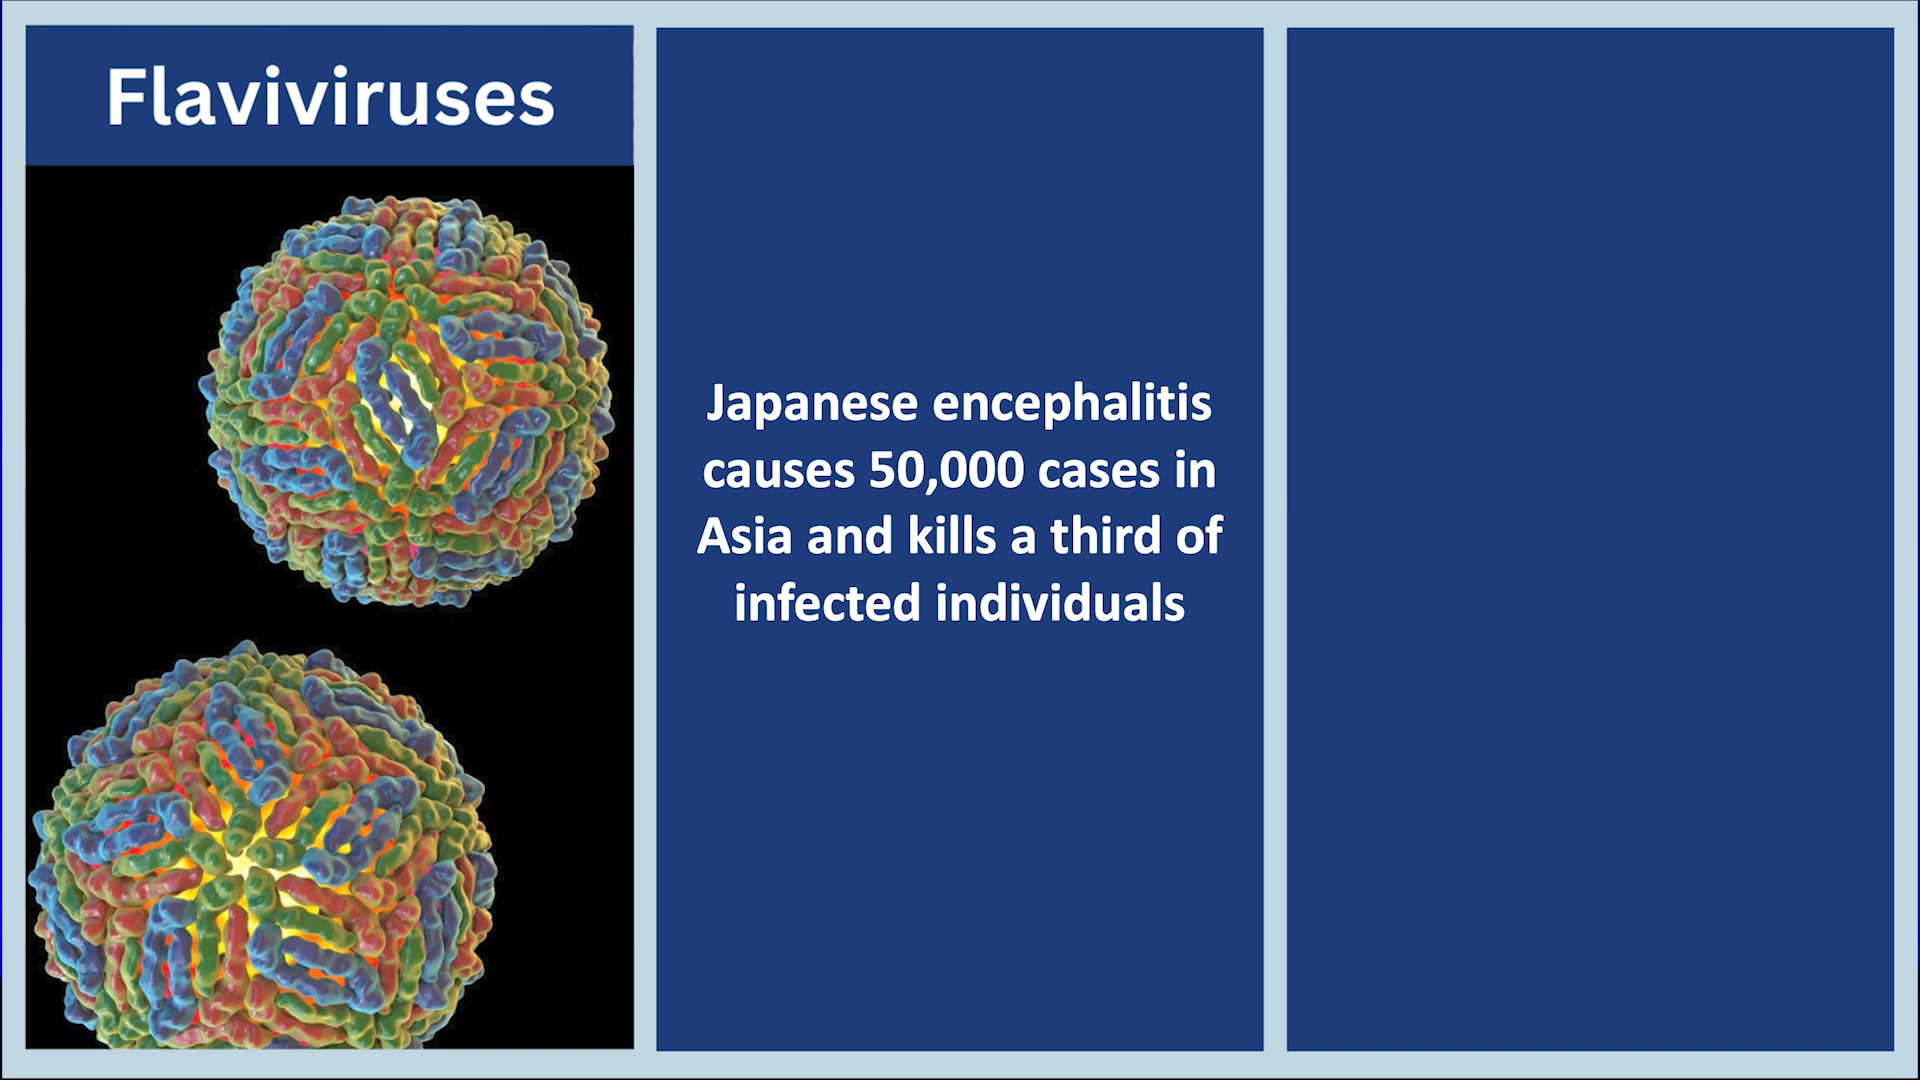 Flaviviruses
Japanese encephalitis
causes 50,000 cases in
Asia and kills a third of
infected individuals